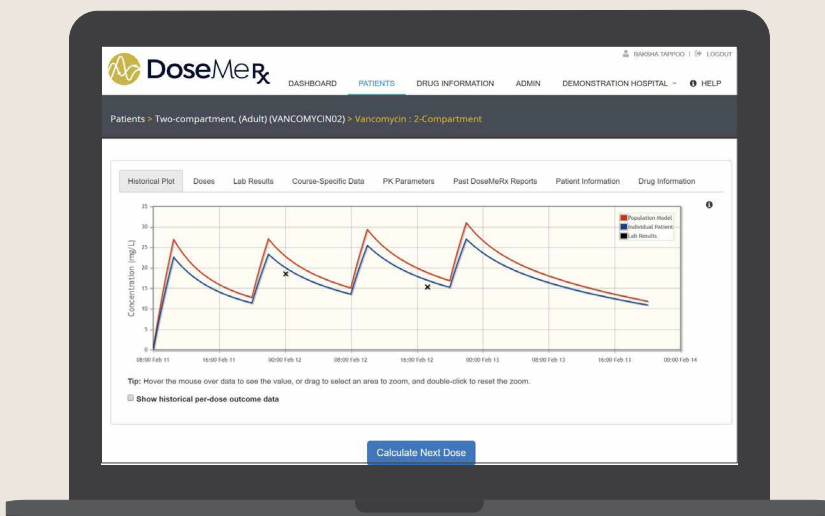 RAKSHA TAPPOO | LOGOUT
DoseMeRx
DASHBOARD PATIENTS DRUG INFORMATION ADMIN DEMONSTRATION HOSPITAL HELP
Patients > Two-compartment, (Adult) (VANCOMYCIN02) > Vancomycin : 2-Compartment
Historical Plot Doses Lab Results Course-Specific Data PK Parameters Past DoseMeRx Reports Patient Information Drug Information
Population Model
Individual Patient
Lab Results
Concentration (mg/L)
35
30
25
20
15
10
5
0
08:00 Feb 11 16:00 Feb 11 00:00 Feb 12 08:00 Feb 12 16:00 Feb 12 00:00 Feb 13 08:00 Feb 13 16:00 Feb 13 00:00 Feb 14
Tip: Hover the mouse over data to see the value, or drag to select an area to zoom, and double-click to reset the zoom.
Show historical per-dose outcome data
Calculate Next Dose